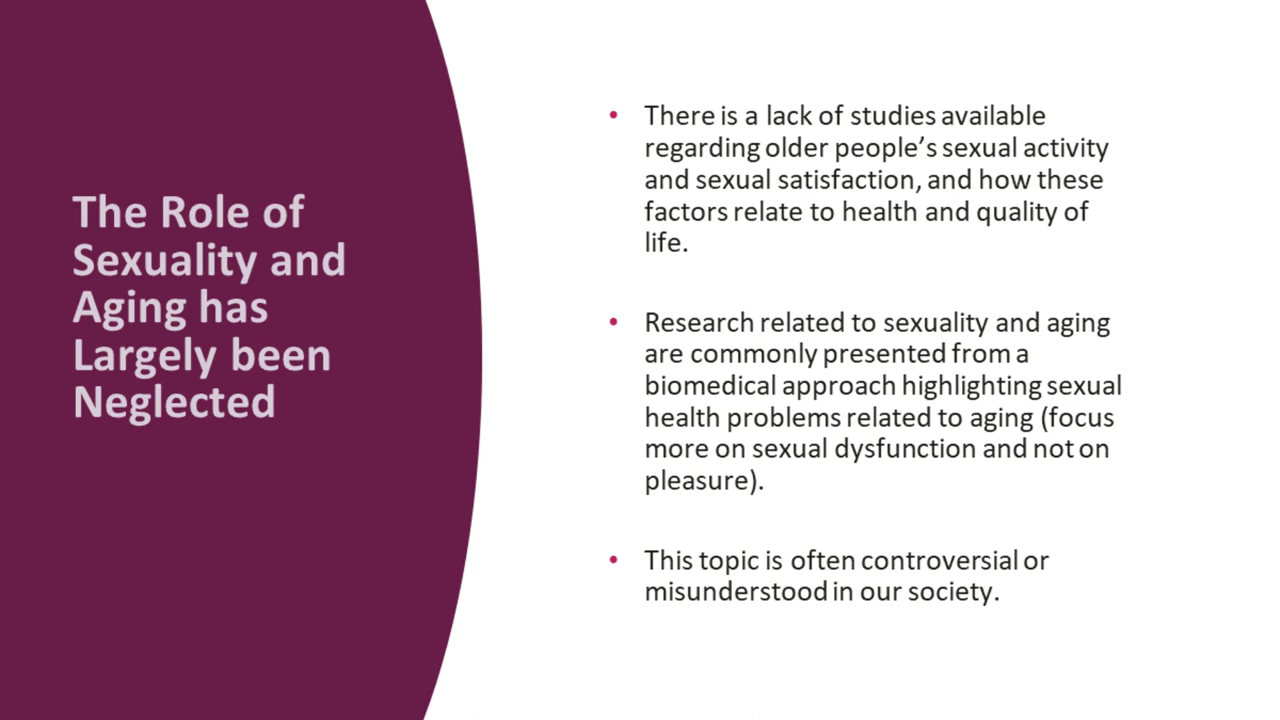 The Role of
Sexuality and
Aging has
Largely been
Neglected
• There is a lack of studies available
regarding older people’s sexual activity
and sexual satisfaction, and how these
factors relate to health and quality of
life.
• Research related to sexuality and aging
are commonly presented from a
biomedical approach highlighting sexual
health problems related to aging (focus
more on sexual dysfunction and not on
pleasure).
• This topic is often controversial or
misunderstood in our society.